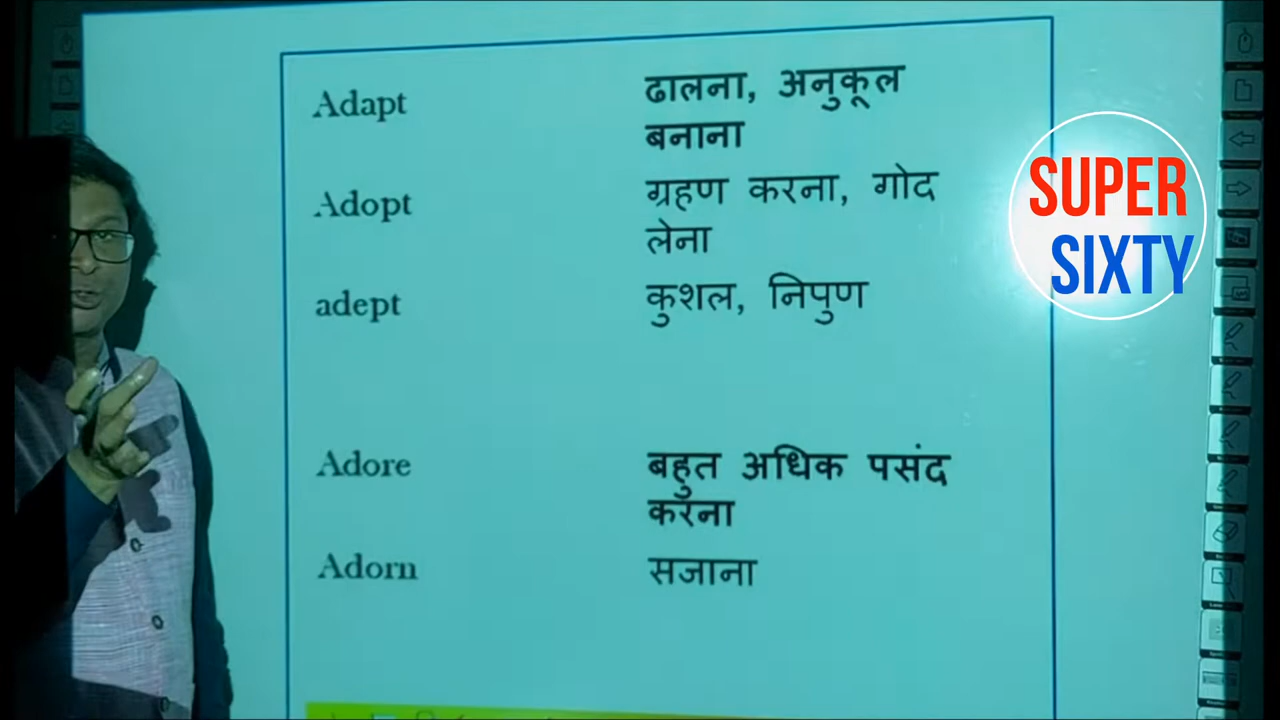 Adapt ढालना, अनुकूल
बनाना
Adopt ग्रहण करना, गोद
लेना
adept कुशल, निपुण
Adore बहुत अधिक पसंद
करना
Adorn सजाना
SUPER
SIXTY